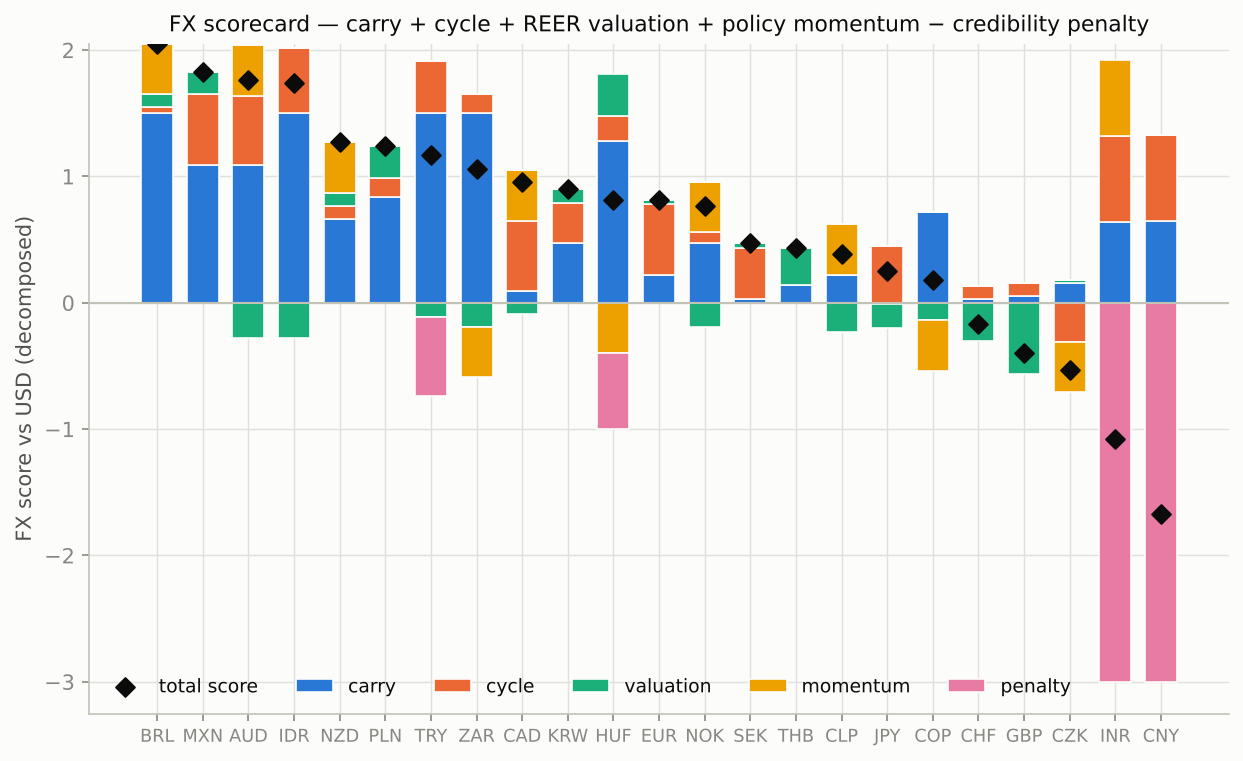 FX scorecard — carry + cycle + REER valuation + policy momentum − credibility penalty
FX score vs USD (decomposed)
2
1
0
−1
−2
−3
total score carry cycle valuation momentum penalty
BRL MXN AUD IDR NZD PLN TRY ZAR CAD KRW HUF EUR NOK SEK THB CLP JPY COP CHF GBP CZK INR CNY